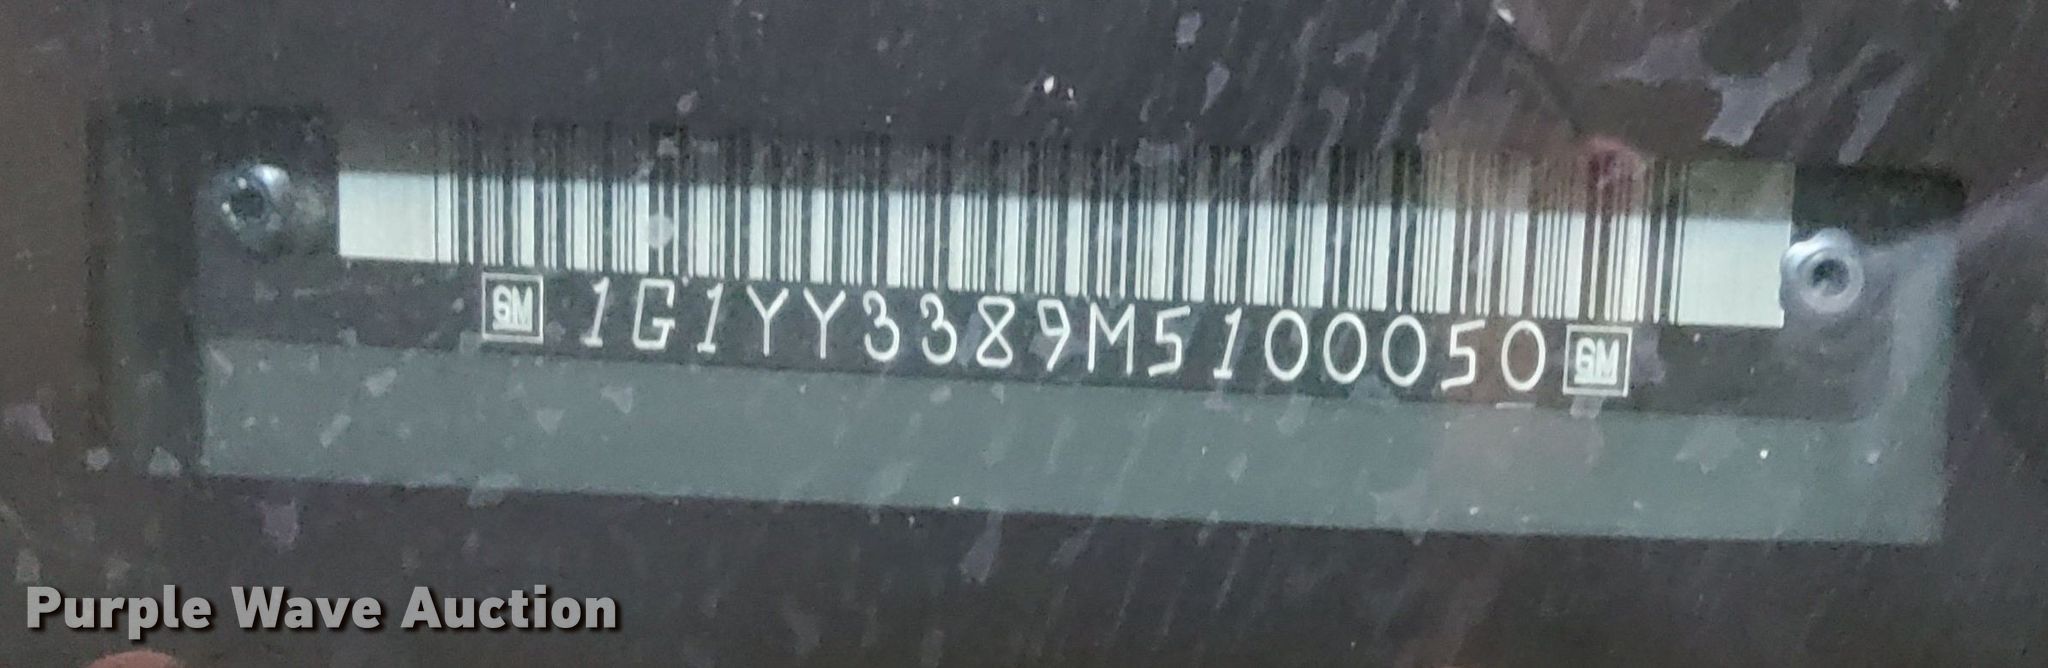 GM 1G1YY3389M5100050 GM
Purple Wave Auction